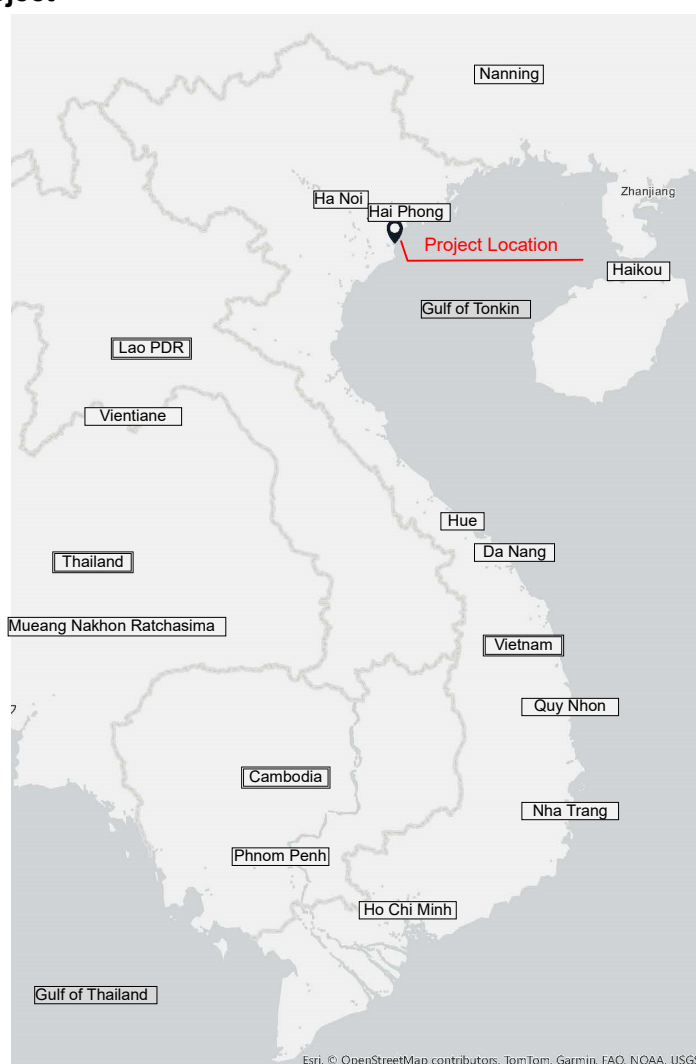 Nanning
Zhanjiang
Ha Noi
Hai Phong
Project Location
Haikou
Gulf of Tonkin
Lao PDR
Vientiane
Hue
Da Nang
Thailand
Mueang Nakhon Ratchasima
Vietnam
Quy Nhon
Cambodia
Nha Trang
Phnom Penh
Ho Chi Minh
Gulf of Thailand
Esri, © OpenStreetMap contributors, TomTom, Garmin, FAO, NOAA, USG